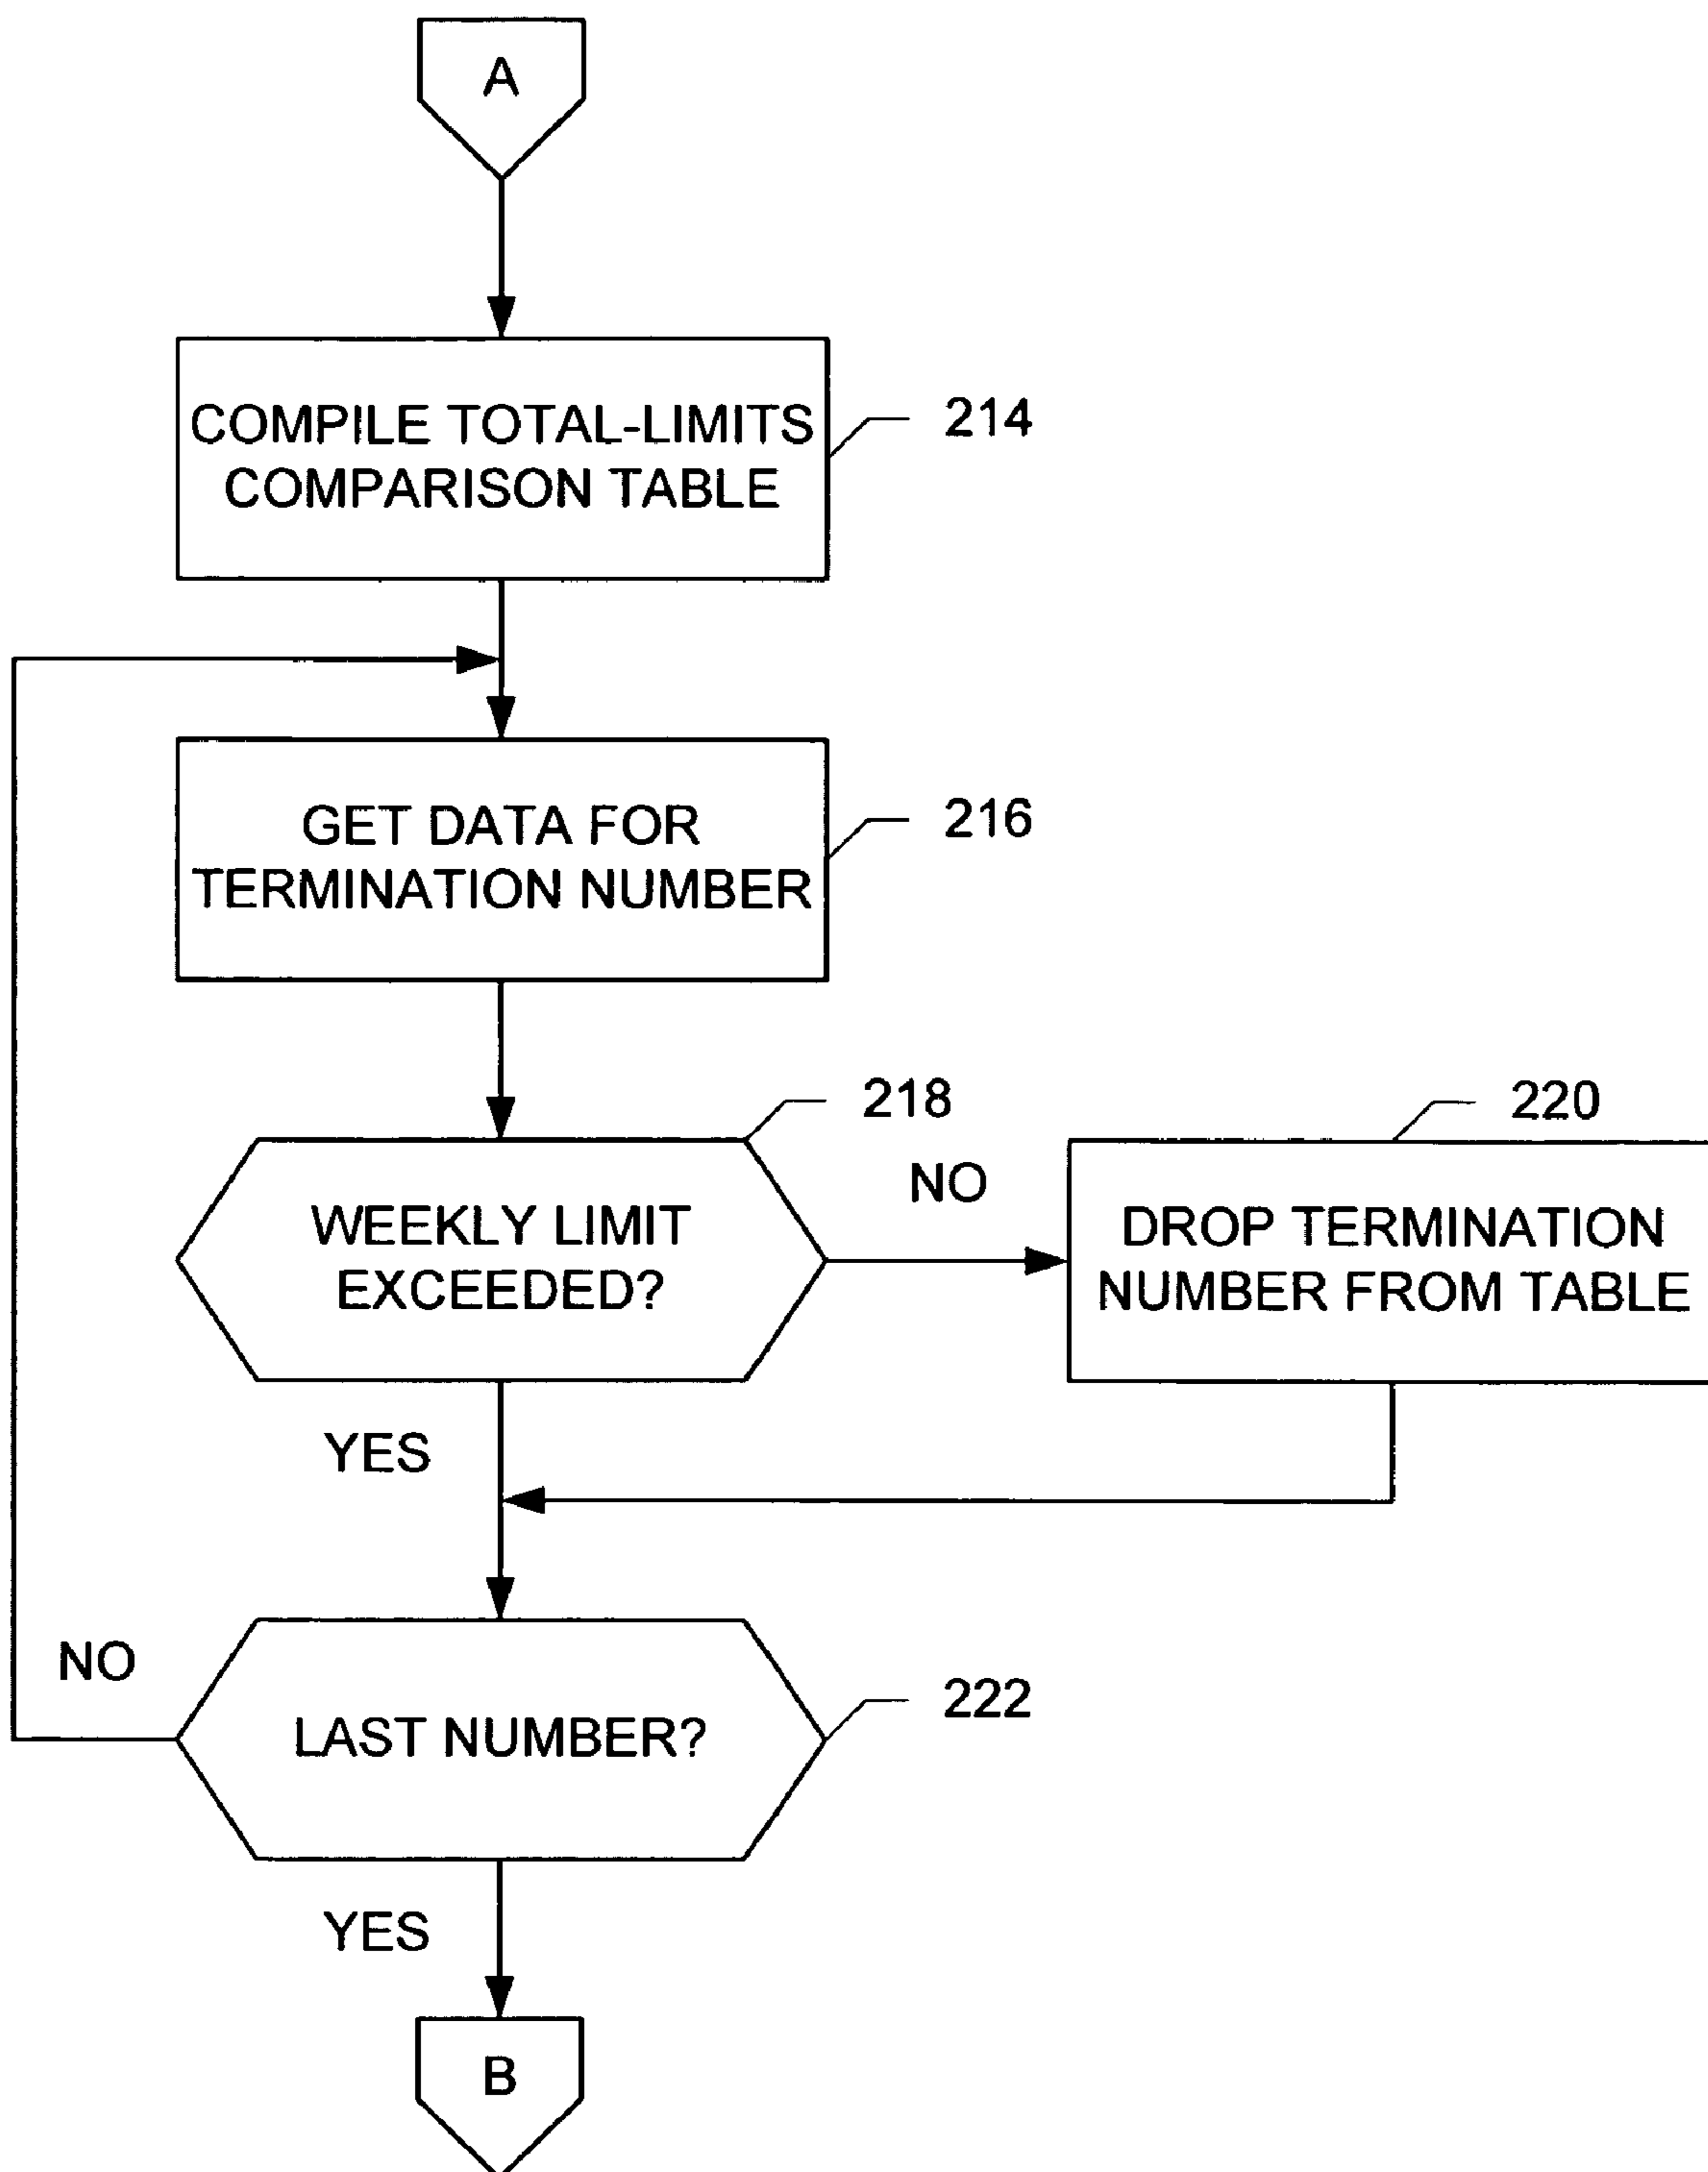 A
COMPILE TOTAL-LIMITS
COMPARISON TABLE
214
GET DATA FOR
TERMINATION NUMBER
216
218
WEEKLY LIMIT
EXCEEDED?
NO
220
DROP TERMINATION
NUMBER FROM TABLE
YES
NO
LAST NUMBER?
222
YES
B